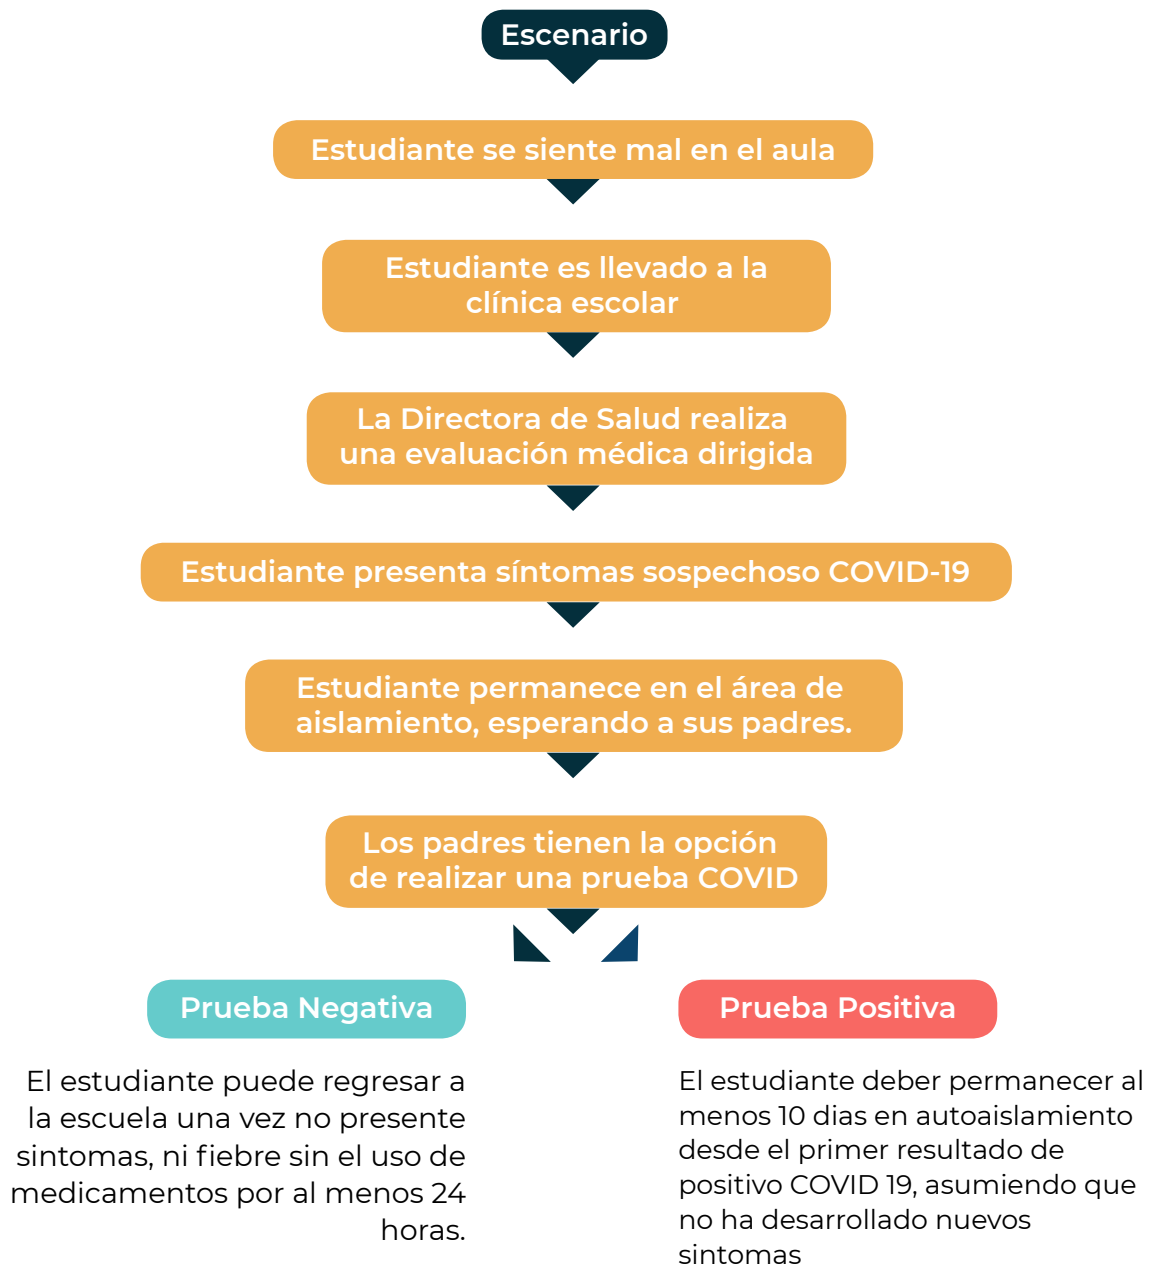 Escenario
Estudiante se siente mal en el aula
Estudiante es llevado a la
clínica escolar
La Directora de Salud realiza
una evaluación médica dirigida
Estudiante presenta síntomas sospechoso COVID-19
Estudiante permanece en el área de
aislamiento, esperando a sus padres.
Los padres tienen la opción
de realizar una prueba COVID
Prueba Negativa
El estudiante puede regresar a
la escuela una vez no presente
sintomas, ni fiebre sin el uso de
medicamentos por al menos 24
horas.
Prueba Positiva
El estudiante deber permanecer al
menos 10 dias en autoaislamiento
desde el primer resultado de
positivo COVID 19, asumiendo que
no ha desarrollado nuevos
sintomas